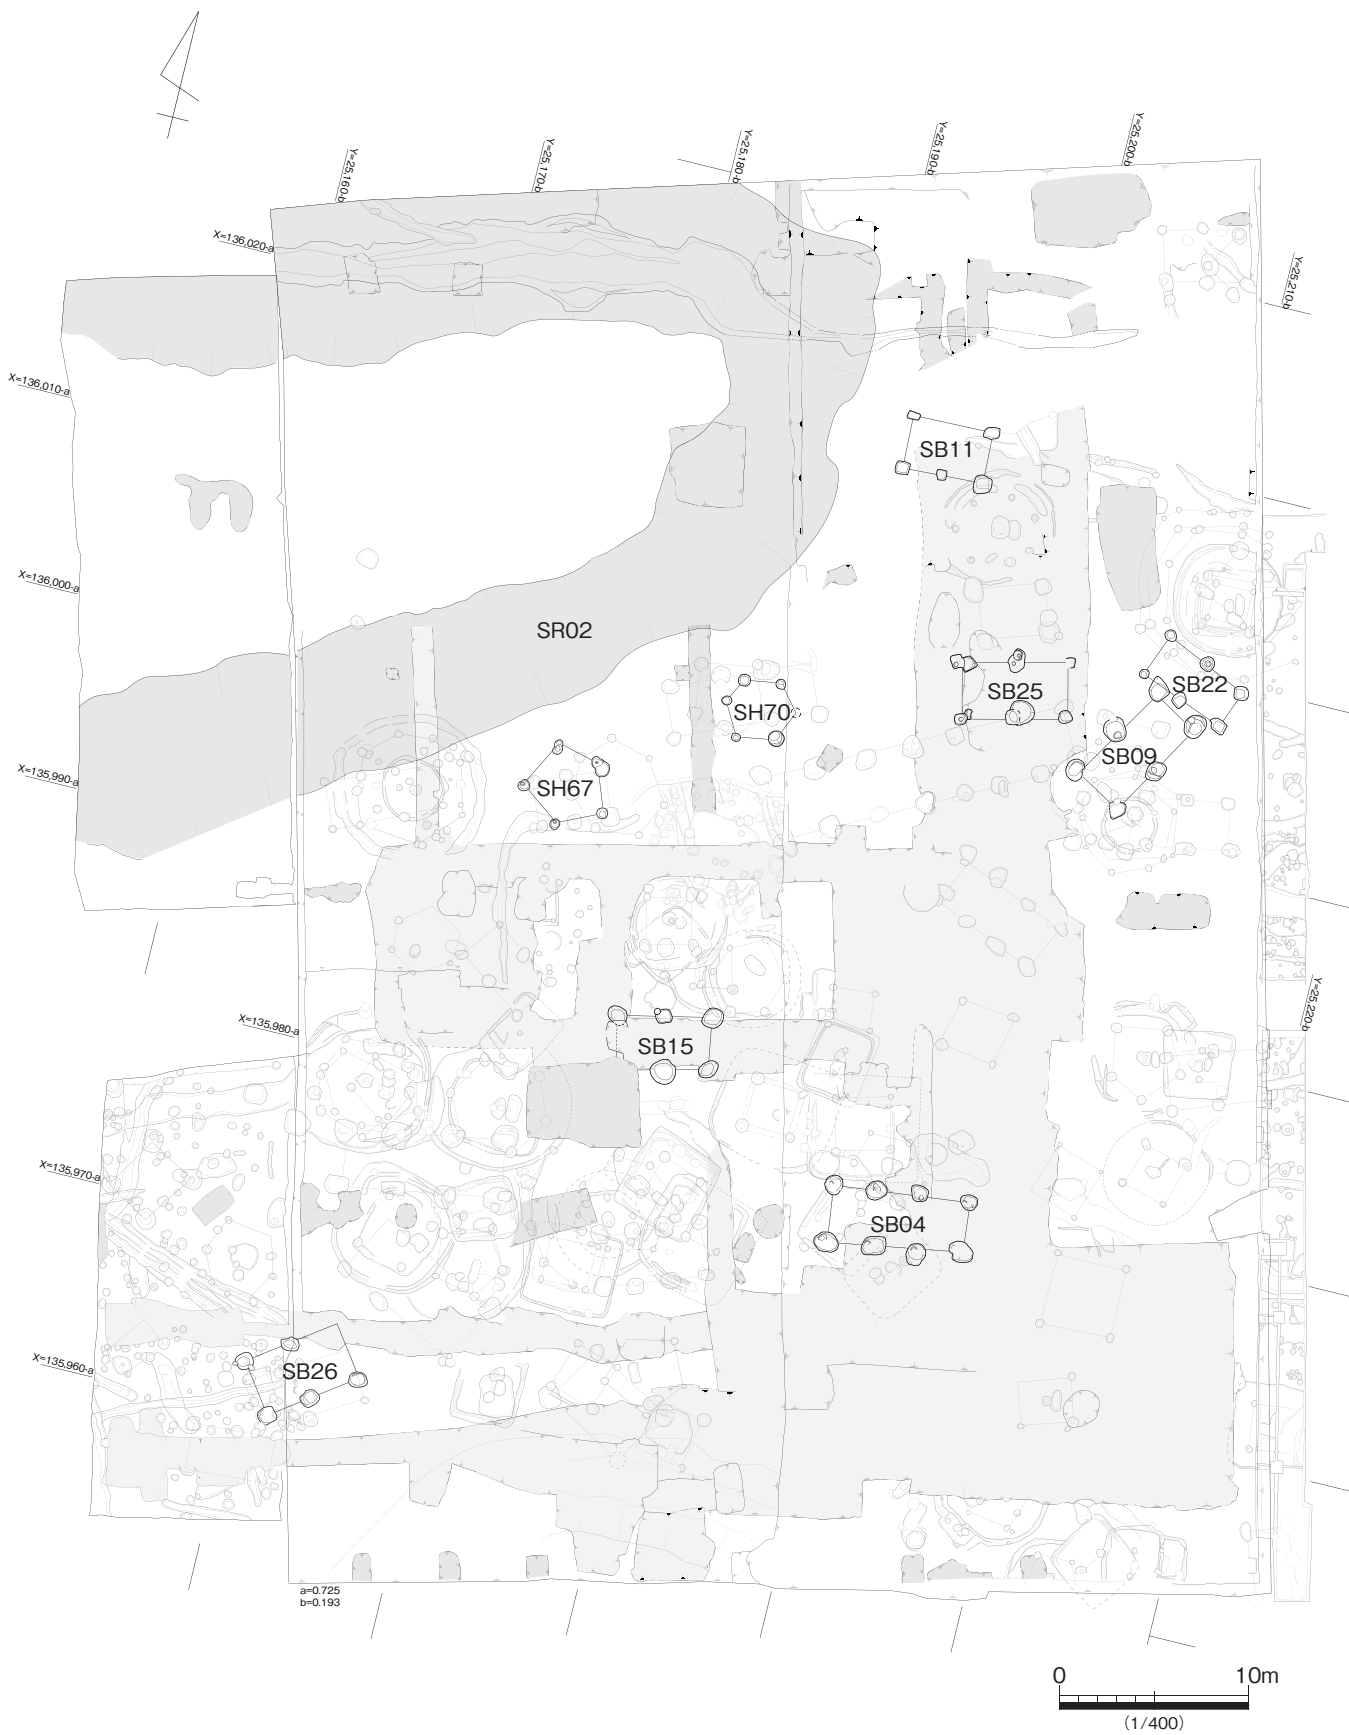 Y=25,160-b
Y=25,170-b
Y=25,180-b
Y=25,190-b
Y=25,200-b
X=136,020-a
Y=25,210-b
X=136,010-a
SB11
X=136,000-a
SR02
SB22
SB25
SH70
SB09
X=135,990-a
SH67
Y=25,220-b
X=135,980-a
SB15
X=135,970-a
SB04
X=135,960-a
SB26
a=0.725
b=0.193
0 10m
(1/400)